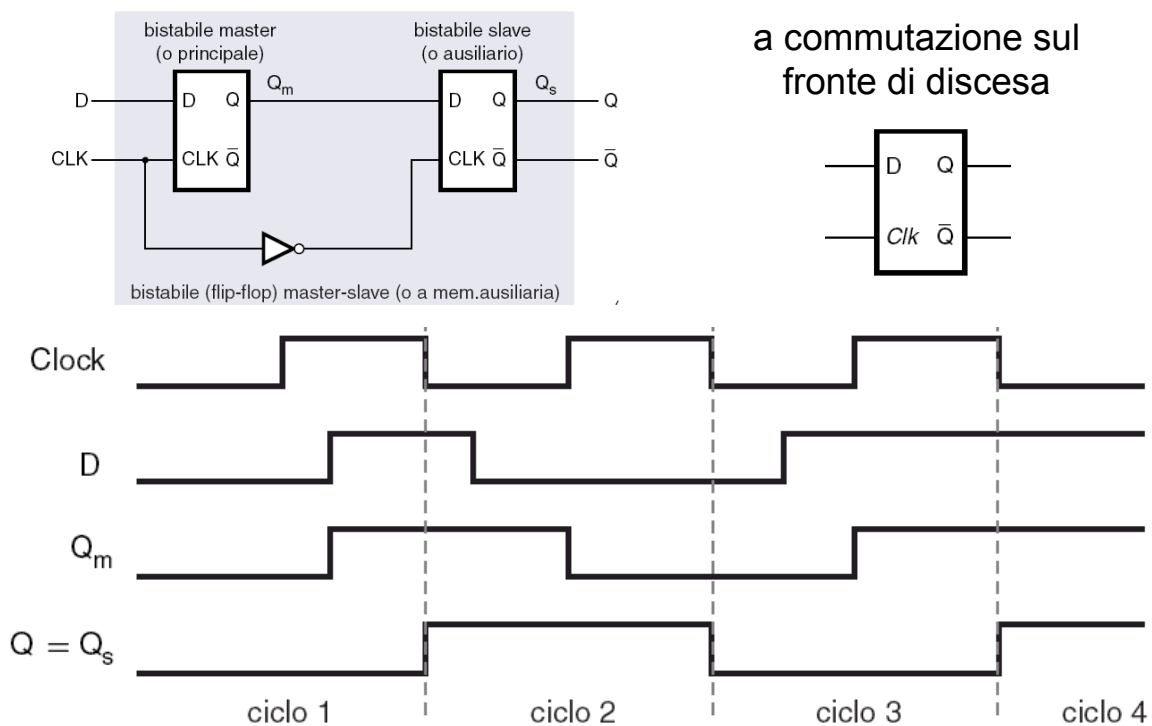 bistabile master
(o principale)
bistabile slave
(o ausiliario)
a commutazione sul
fronte di discesa
D
D Q
Qm
D Q
Qs
Q
CLK
CLK Q̅
CLK Q̅
Q̅
D Q
Clk Q̅
bistabile (flip-flop) master-slave (o a mem.ausiliaria)
Clock
D
Qm
Q = Qs
ciclo 1 ciclo 2 ciclo 3 ciclo 4